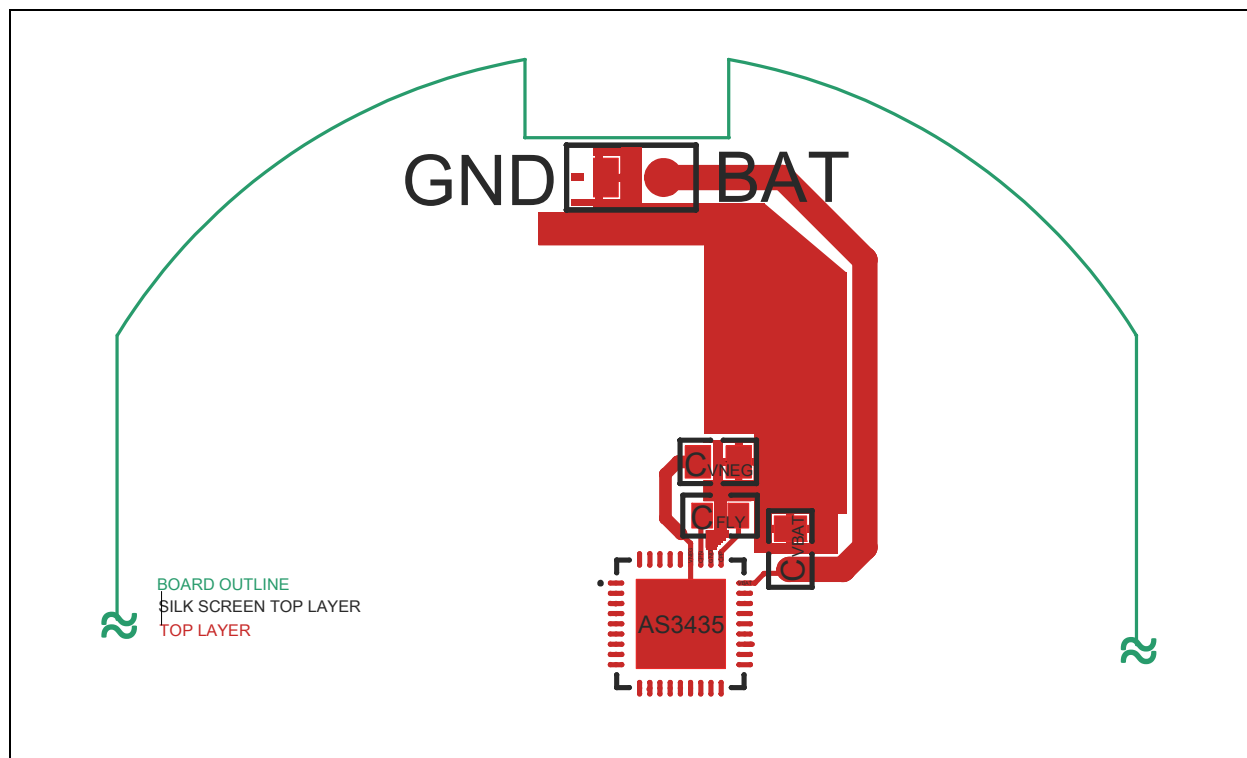 GND BAT
CVNEG
CFLY
CVBAT
AS3435
BOARD OUTLINE
SILK SCREEN TOP LAYER
TOP LAYER